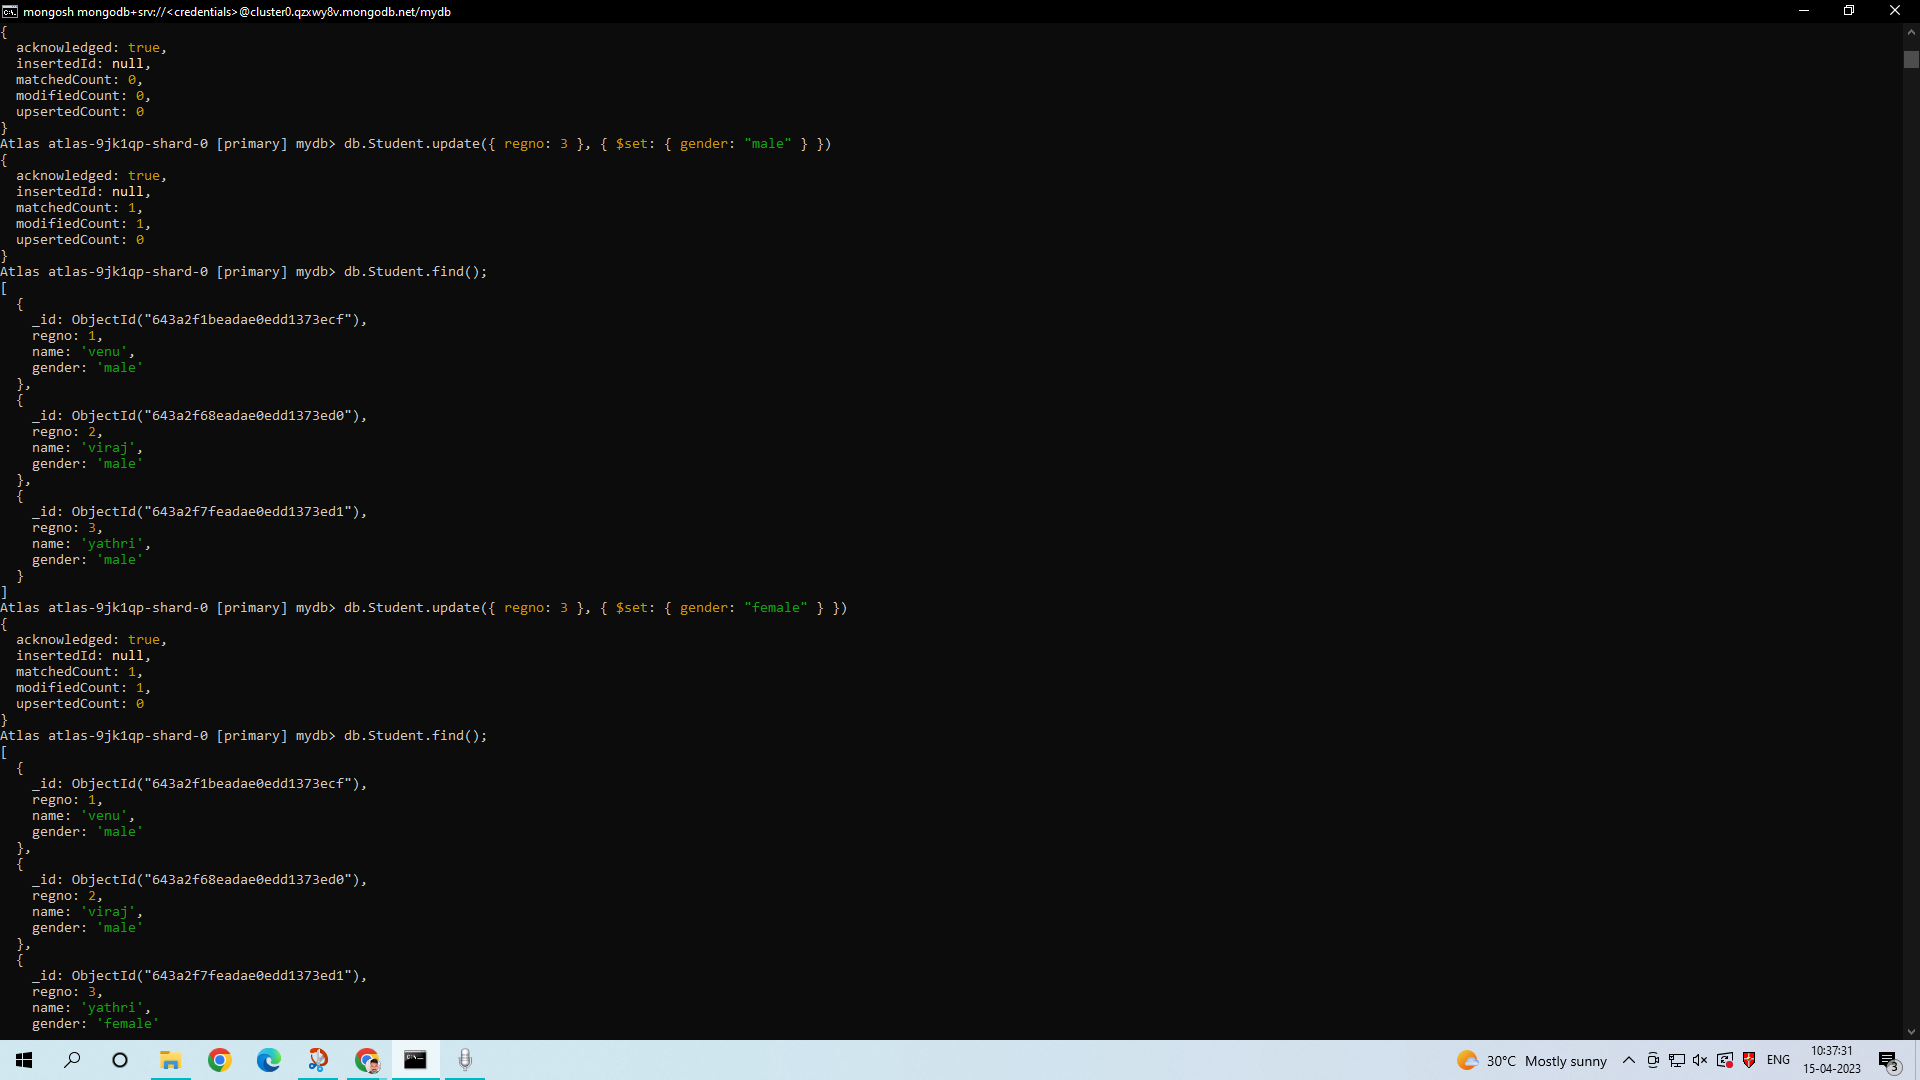 mongosh mongodb+srv://<credentials>@cluster0.qzxwy8v.mongodb.net/mydb
{
  acknowledged: true,
  insertedId: null,
  matchedCount: 0,
  modifiedCount: 0,
  upsertedCount: 0
}
Atlas atlas-9jk1qp-shard-0 [primary] mydb> db.Student.update({ regno: 3 }, { $set: { gender: "male" } })
{
  acknowledged: true,
  insertedId: null,
  matchedCount: 1,
  modifiedCount: 1,
  upsertedCount: 0
}
Atlas atlas-9jk1qp-shard-0 [primary] mydb> db.Student.find();
[
  {
    _id: ObjectId("643a2f1beadae0edd1373ecf"),
    regno: 1,
    name: 'venu',
    gender: 'male'
  },
  {
    _id: ObjectId("643a2f68eadae0edd1373ed0"),
    regno: 2,
    name: 'viraj',
    gender: 'male'
  },
  {
    _id: ObjectId("643a2f7feadae0edd1373ed1"),
    regno: 3,
    name: 'yathri',
    gender: 'male'
  }
]
Atlas atlas-9jk1qp-shard-0 [primary] mydb> db.Student.update({ regno: 3 }, { $set: { gender: "female" } })
{
  acknowledged: true,
  insertedId: null,
  matchedCount: 1,
  modifiedCount: 1,
  upsertedCount: 0
}
Atlas atlas-9jk1qp-shard-0 [primary] mydb> db.Student.find();
[
  {
    _id: ObjectId("643a2f1beadae0edd1373ecf"),
    regno: 1,
    name: 'venu',
    gender: 'male'
  },
  {
    _id: ObjectId("643a2f68eadae0edd1373ed0"),
    regno: 2,
    name: 'viraj',
    gender: 'male'
  },
  {
    _id: ObjectId("643a2f7feadae0edd1373ed1"),
    regno: 3,
    name: 'yathri',
    gender: 'female'
30°C Mostly sunny
ENG
10:37:31
15-04-2023
3